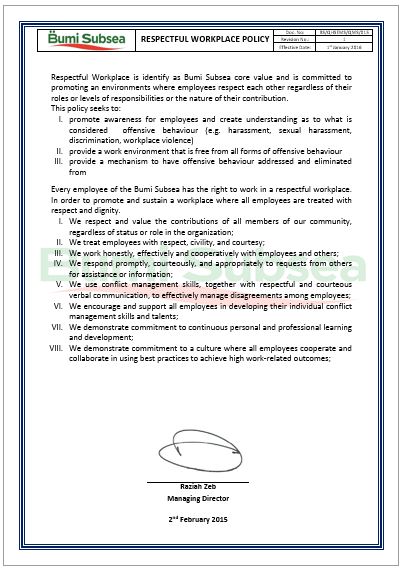 Bumi Subsea
RESPECTFUL WORKPLACE POLICY
Doc. No:
Revision No.:
1
Effective Date:
1st January 2016
Respectful Workplace is identify as Bumi Subsea core value and is committed to
promoting an environments where employees respect each other regardless of their
roles or levels of responsibilities or the nature of their contribution.
This policy seeks to:
I. promote awareness for employees and create understanding as to what is
considered offensive behaviour (e.g. harassment, sexual harassment,
discrimination, workplace violence)
II. provide a work environment that is free from all forms of offensive behaviour
III. provide a mechanism to have offensive behaviour addressed and eliminated
from
Every employee of the Bumi Subsea has the right to work in a respectful workplace.
In order to promote and sustain a workplace where all employees are treated with
respect and dignity.
I. We respect and value the contributions of all members of our community,
regardless of status or role in the organization;
II. We treat employees with respect, civility, and courtesy;
III. We work honestly, effectively and cooperatively with employees and others;
IV. We respond promptly, courteously, and appropriately to requests from others
for assistance or information;
V. We use conflict management skills, together with respectful and courteous
verbal communication, to effectively manage disagreements among employees;
VI. We encourage and support all employees in developing their individual conflict
management skills and talents;
VII. We demonstrate commitment to continuous personal and professional learning
and development;
VIII. We demonstrate commitment to a culture where all employees cooperate and
collaborate in using best practices to achieve high work-related outcomes;
Bumi Subsea
Raziah Zeb
Managing Director
2nd February 2015